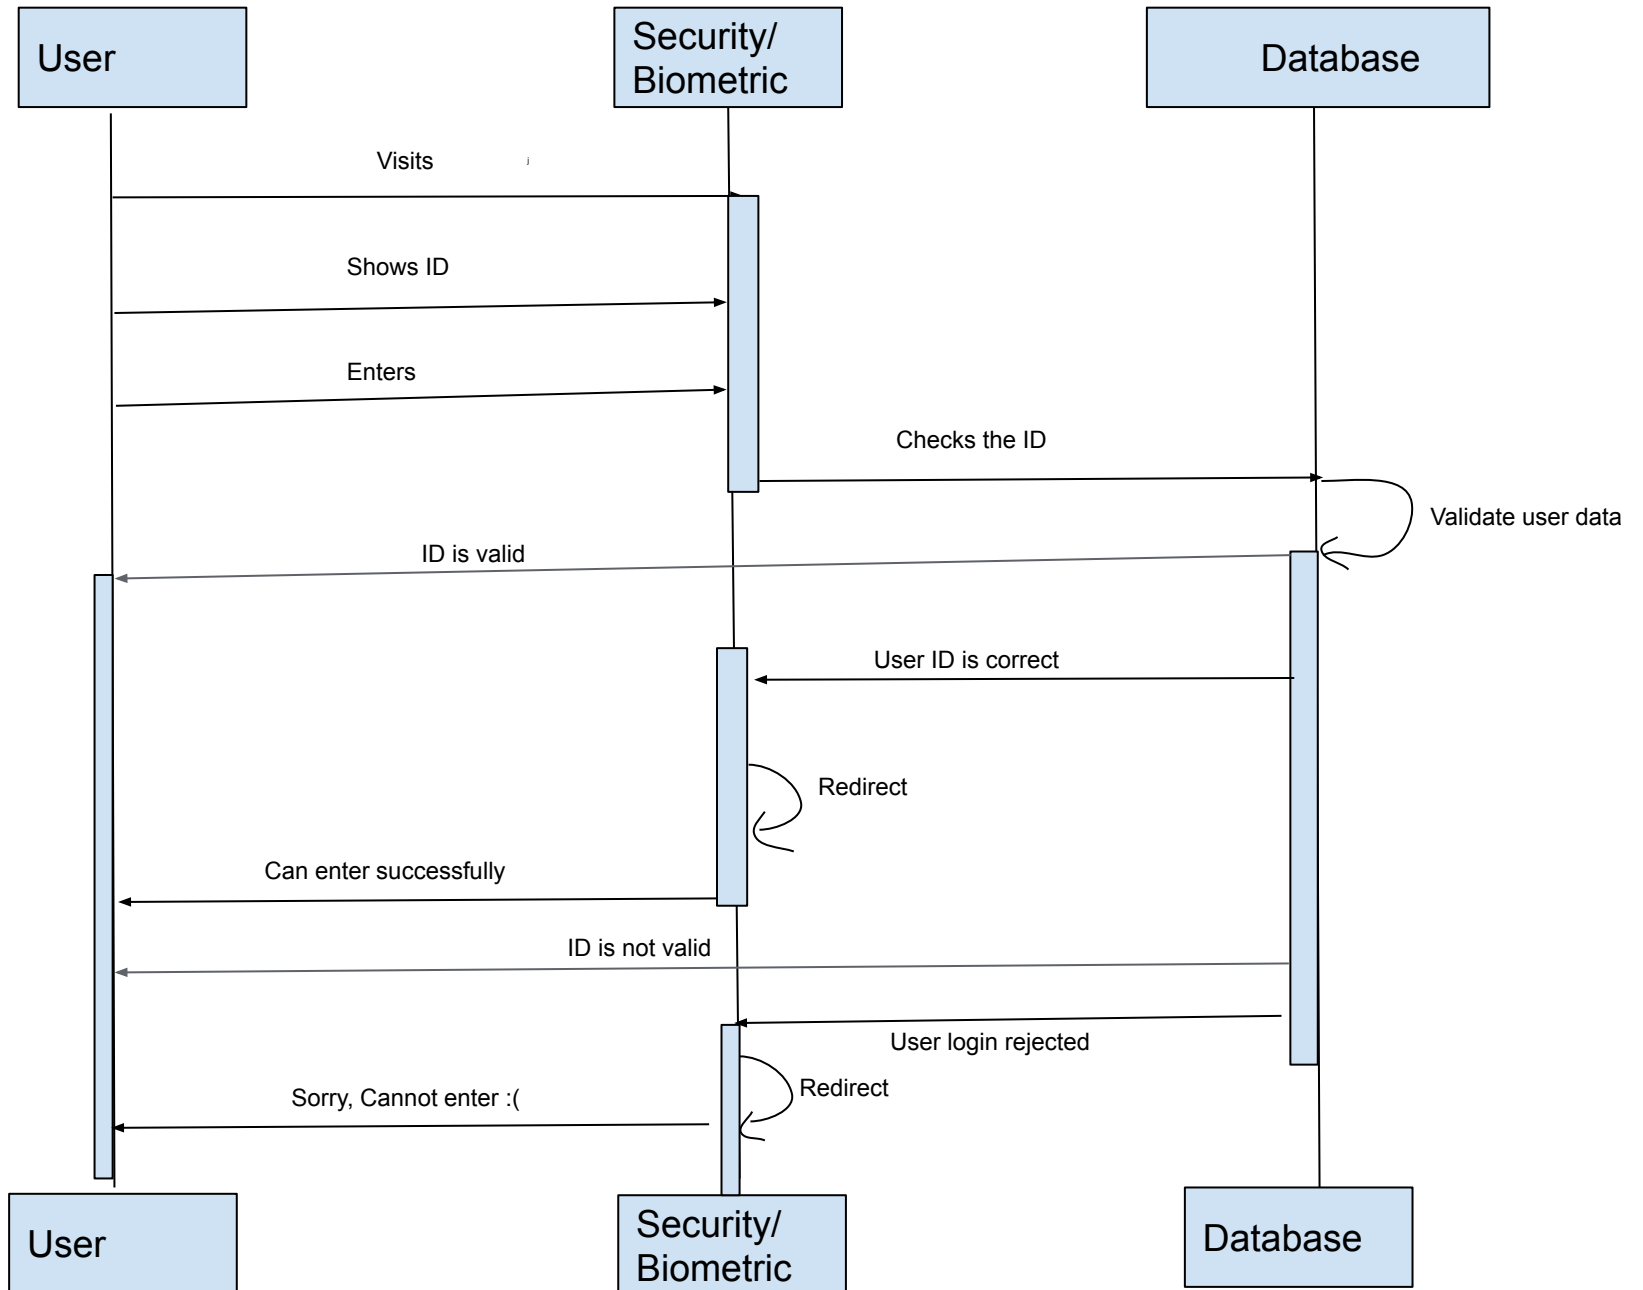 User
Security/
Biometric
Database
Visits
j
Shows ID
Enters
Checks the ID
Validate user data
ID is valid
User ID is correct
Redirect
Can enter successfully
ID is not valid
User login rejected
Redirect
Sorry, Cannot enter :(
User
Security/
Biometric
Database